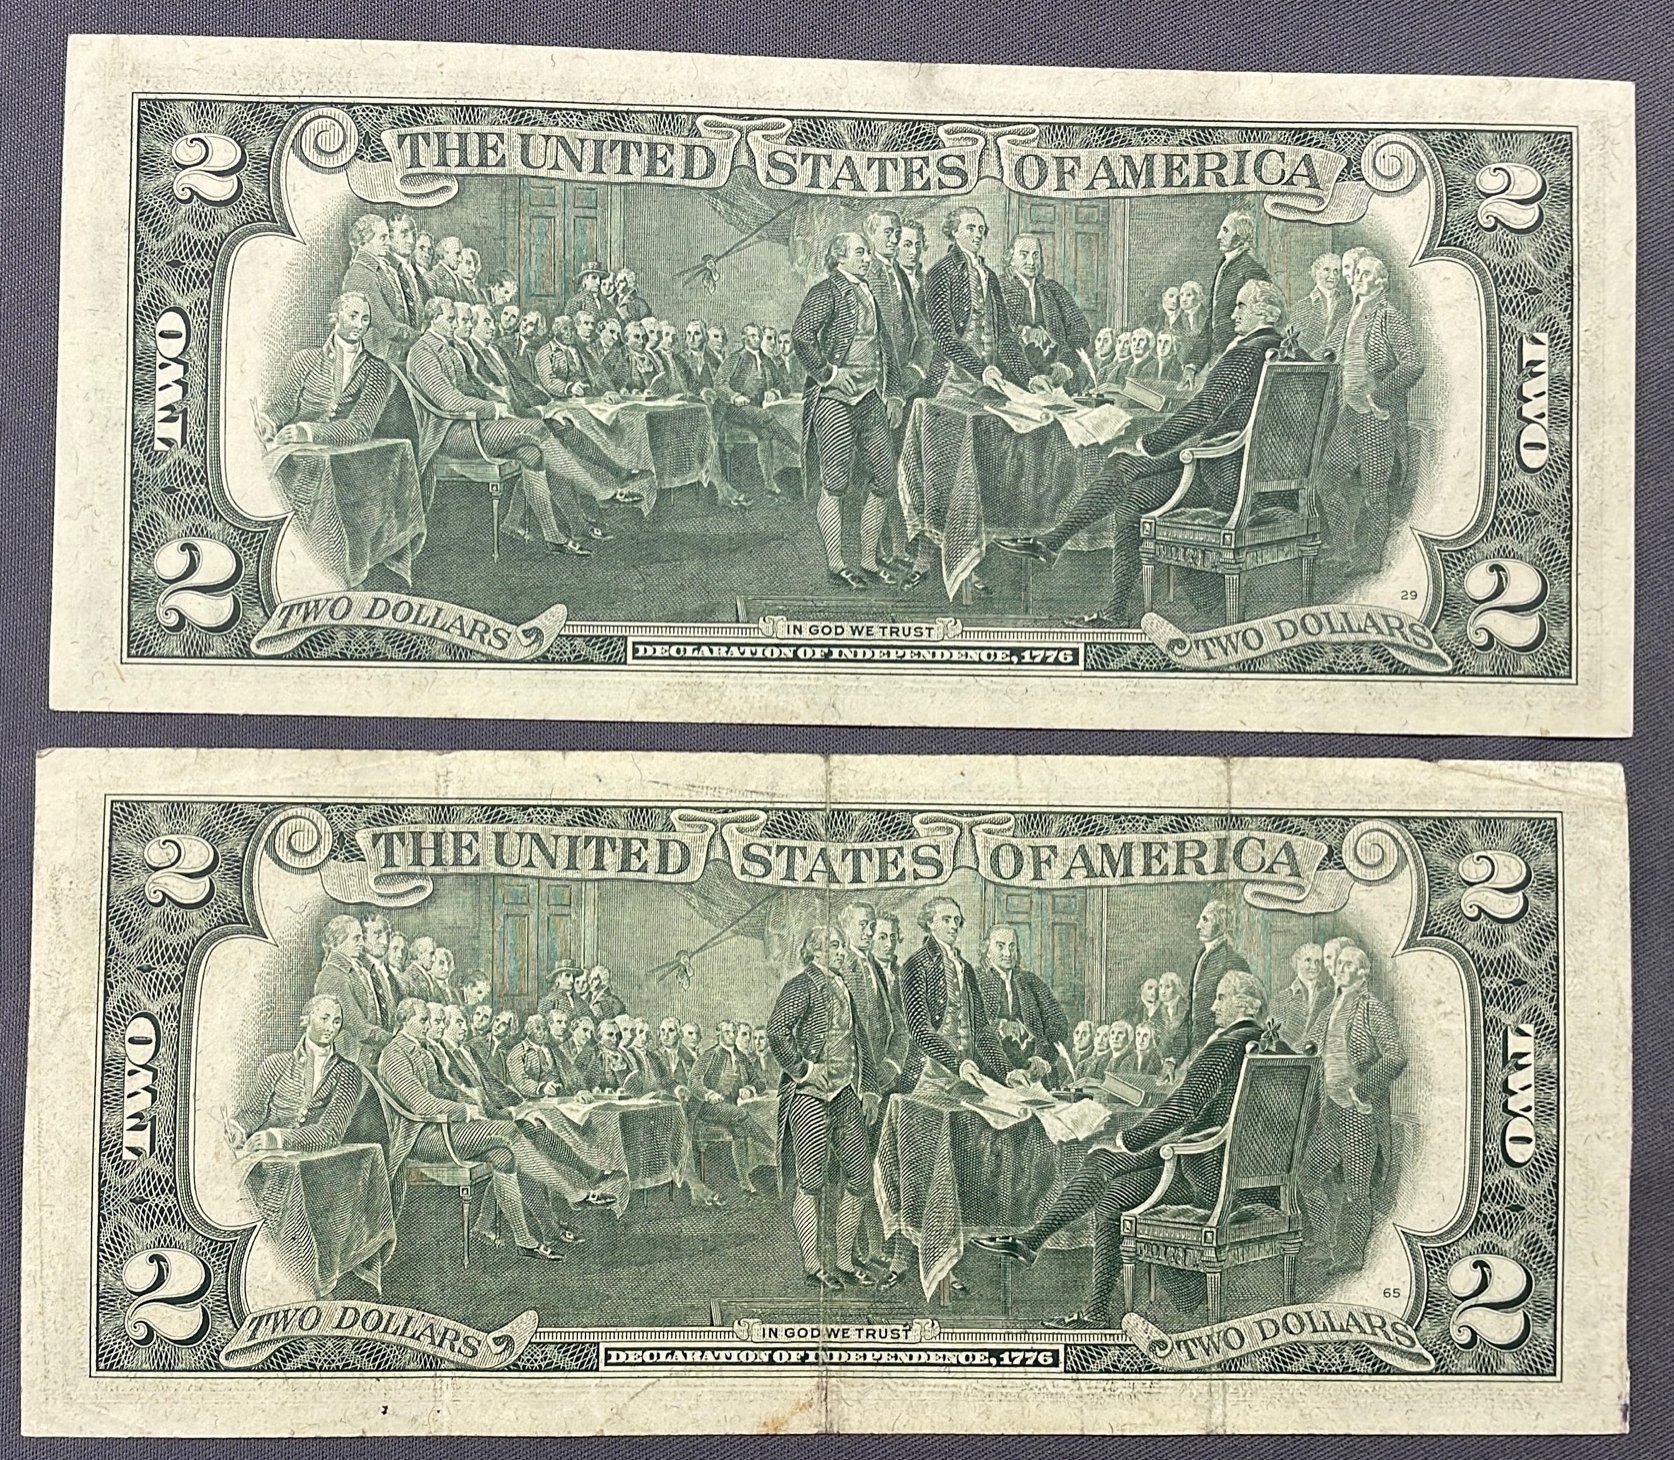 THE UNITED STATES OF AMERICA
2 2
TWO TWO
2 29 2
TWO DOLLARS IN GOD WE TRUST TWO DOLLARS
DECLARATION OF INDEPENDENCE, 1776
THE UNITED STATES OF AMERICA
2 2
TWO TWO
2 65 2
TWO DOLLARS IN GOD WE TRUST TWO DOLLARS
DECLARATION OF INDEPENDENCE, 1776